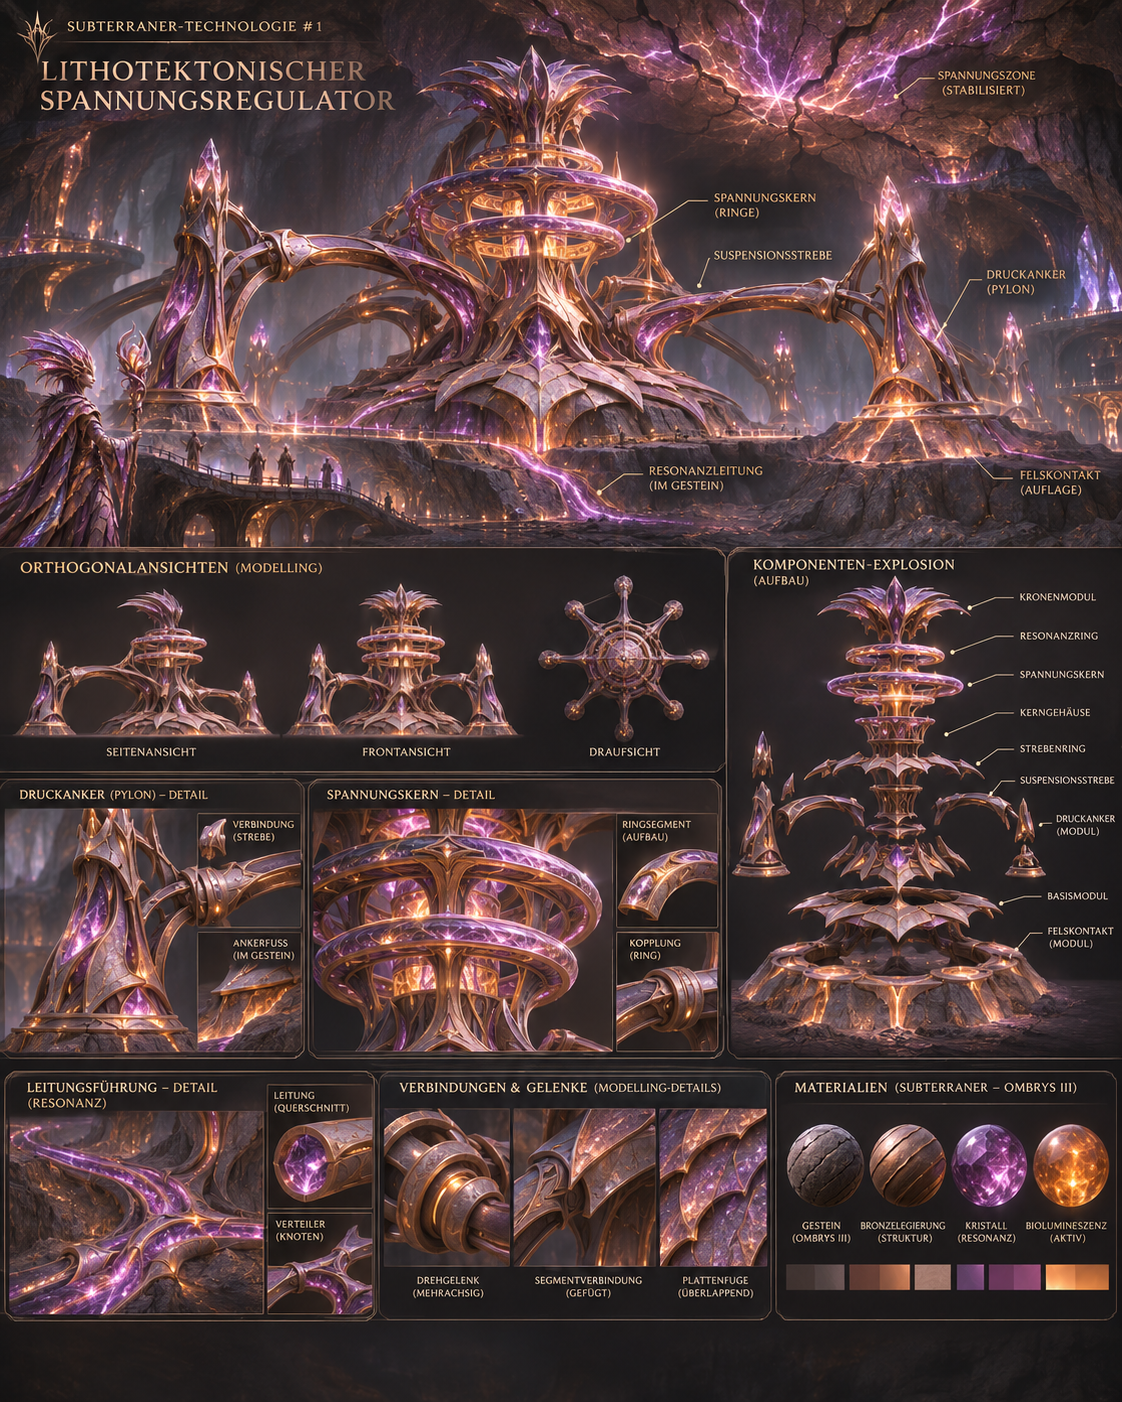 SUBTERRANER-TECHNOLOGIE #1
LITHOTEKTONISCHER
SPANNUNGSREGULATOR
SPANNUNGSZONE
(STABILISIERT)
SPANNUNGSKERN
(RINGE)
SUSPENSIONSSTREBE
DRUCKANKER
(PYLON)
RESONANZLEITUNG
(IM GESTEIN)
FELSKONTAKT
(AUFLAGE)
ORTHOGONALANSICHTEN (MODELLING)
SEITENANSICHT
FRONTANSICHT
DRAUFSICHT
KOMPONENTEN-EXPLOSION
(AUFBAU)
KRONENMODUL
RESONANZRING
SPANNUNGSKERN
KERNGEHÄUSE
STREBENRING
SUSPENSIONSSTREBE
DRUCKANKER
(MODUL)
BASISMODUL
FELSKONTAKT
(MODUL)
DRUCKANKER (PYLON) – DETAIL
VERBINDUNG
(STREBE)
ANKERFUSS
(IM GESTEIN)
SPANNUNGSKERN – DETAIL
RINGSEGMENT
(AUFBAU)
KOPPLUNG
(RING)
LEITUNGSFÜHRUNG – DETAIL
(RESONANZ)
LEITUNG
(QUERSCHNITT)
VERTEILER
(KNOTEN)
VERBINDUNGEN & GELENKE (MODELLING-DETAILS)
DREHGELENK
(MEHRACHSIG)
SEGMENTVERBINDUNG
(GEFÜGT)
PLATTENFUGE
(ÜBERLAPPEND)
MATERIALIEN (SUBTERRANER – OMBRYS III)
GESTEIN
(OMBRYS III)
BRONZELEGIERUNG
(STRUKTUR)
KRISTALL
(RESONANZ)
BIOLUMINESZENZ
(AKTIV)